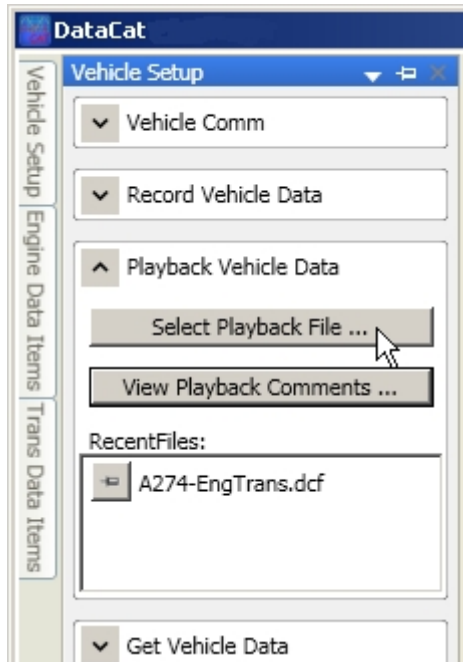 DataCat
Vehicle Setup
Engine Data Items
Trans Data Items
Vehicle Setup
Vehicle Comm
Record Vehicle Data
Playback Vehicle Data
Select Playback File ...
View Playback Comments ...
RecentFiles:
A274-EngTrans.dcf
Get Vehicle Data